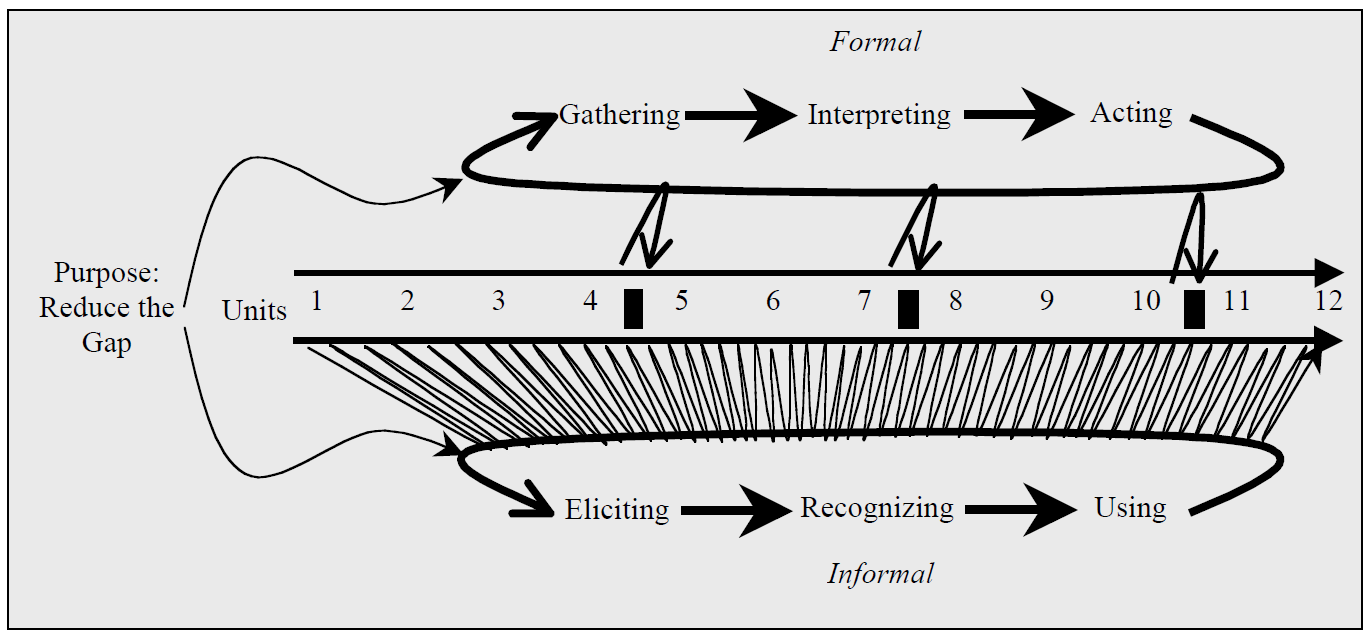 Formal
Gathering Interpreting Acting
Purpose:
Reduce the
Gap
Units 1 2 3 4 5 6 7 8 9 10 11 12
Eliciting Recognizing Using
Informal